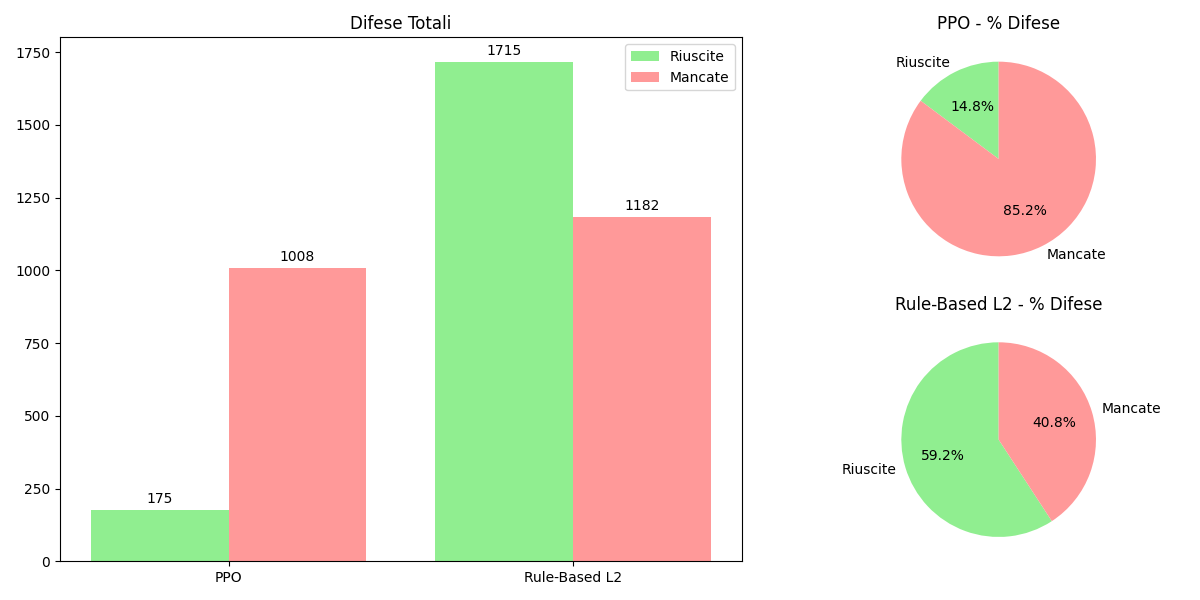 Difese Totali
1750
1500
1250
1000
750
500
250
0
175
1008
1715
1182
PPO
Rule-Based L2
Riuscite
Mancate
PPO - % Difese
Riuscite
14.8%
85.2%
Mancate
Rule-Based L2 - % Difese
Mancate
40.8%
59.2%
Riuscite